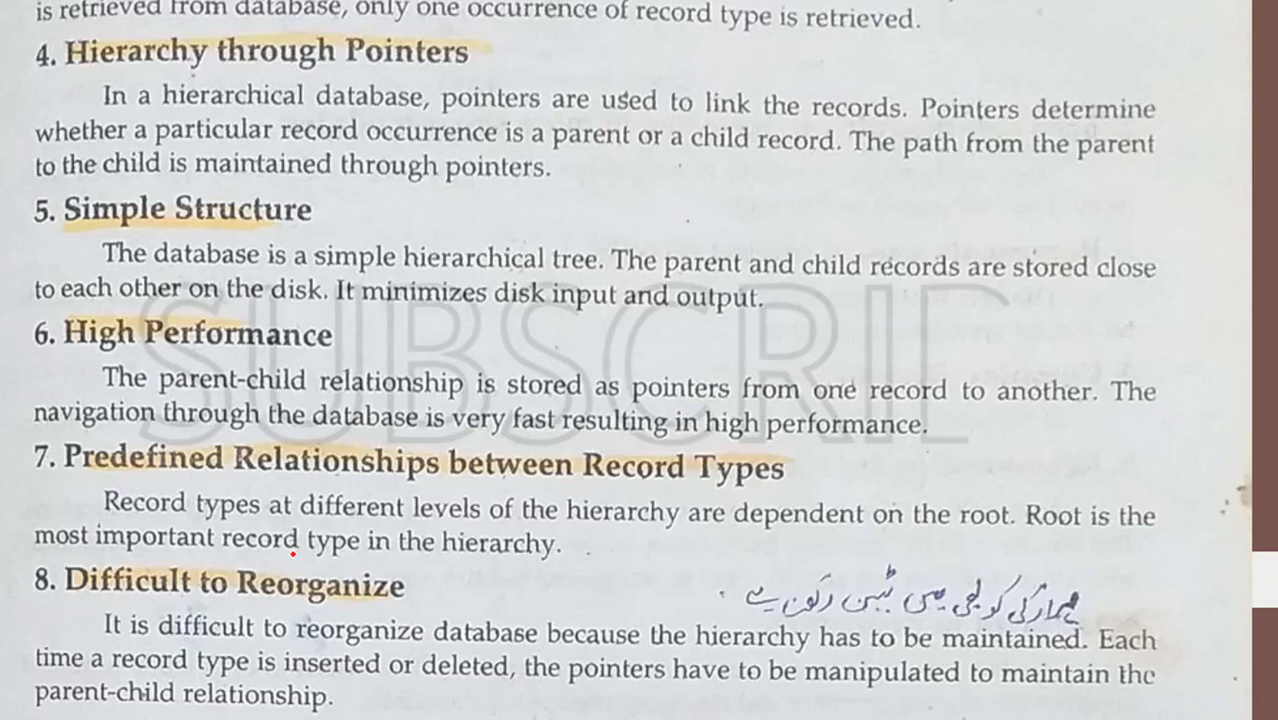 is retrieved from database, only one occurrence of record type is retrieved.
4. Hierarchy through Pointers
In a hierarchical database, pointers are used to link the records. Pointers determine
whether a particular record occurrence is a parent or a child record. The path from the parent
to the child is maintained through pointers.
5. Simple Structure
The database is a simple hierarchical tree. The parent and child records are stored close
to each other on the disk. It minimizes disk input and output.
SUBSCRI
6. High Performance
The parent-child relationship is stored as pointers from one record to another. The
navigation through the database is very fast resulting in high performance.
7. Predefined Relationships between Record Types
Record types at different levels of the hierarchy are dependent on the root. Root is the
most important record type in the hierarchy.
8. Difficult to Reorganize
It is difficult to reorganize database because the hierarchy has to be maintained. Each
time a record type is inserted or deleted, the pointers have to be manipulated to maintain the
parent-child relationship.